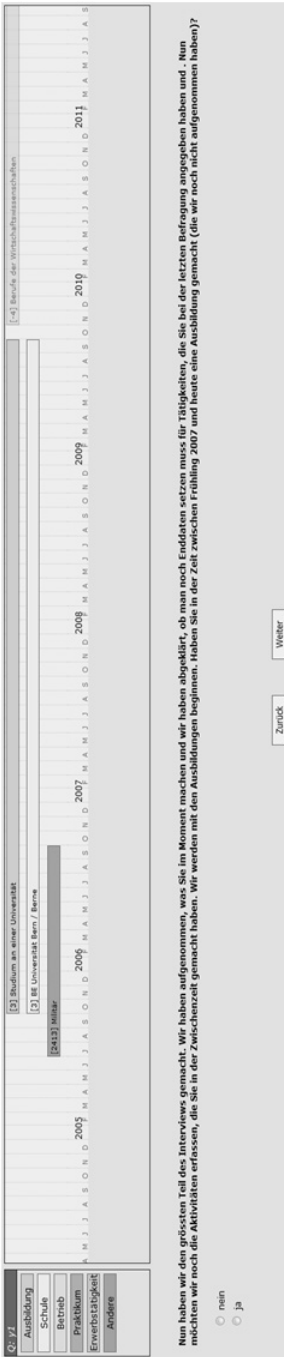 Q: y1
Ausbildung
Schule
Betrieb
Praktikum
Erwerbstätigkeit
Andere
[3] Studium an einer Universität
[-4] Berufe der Wirtschaftswissenschaften
[3] BE Universität Bern / Berne
[2413] Militär
A M J J A S O N D 2005 F M A M J J A S O N D 2006 F M A M J J A S O N D 2007 F M A M J J A S O N D 2008 F M A M J J A S O N D 2009 F M A M J J A S O N D 2010 F M A M J J A S O N D 2011 F M A M J J A S
Nun haben wir den grössten Teil des Interviews gemacht. Wir haben aufgenommen, was Sie im Moment machen und wir haben abgeklärt, ob man noch Enddaten setzen muss für Tätigkeiten, die Sie bei der letzten Befragung angegeben haben und . Nun
möchten wir noch die Aktivitäten erfassen, die Sie in der Zwischenzeit gemacht haben. Wir werden mit den Ausbildungen beginnen. Haben Sie in der Zeit zwischen Frühling 2007 und heute eine Ausbildung gemacht (die wir noch nicht aufgenommen haben)?
nein
ja
Zurück
Weiter